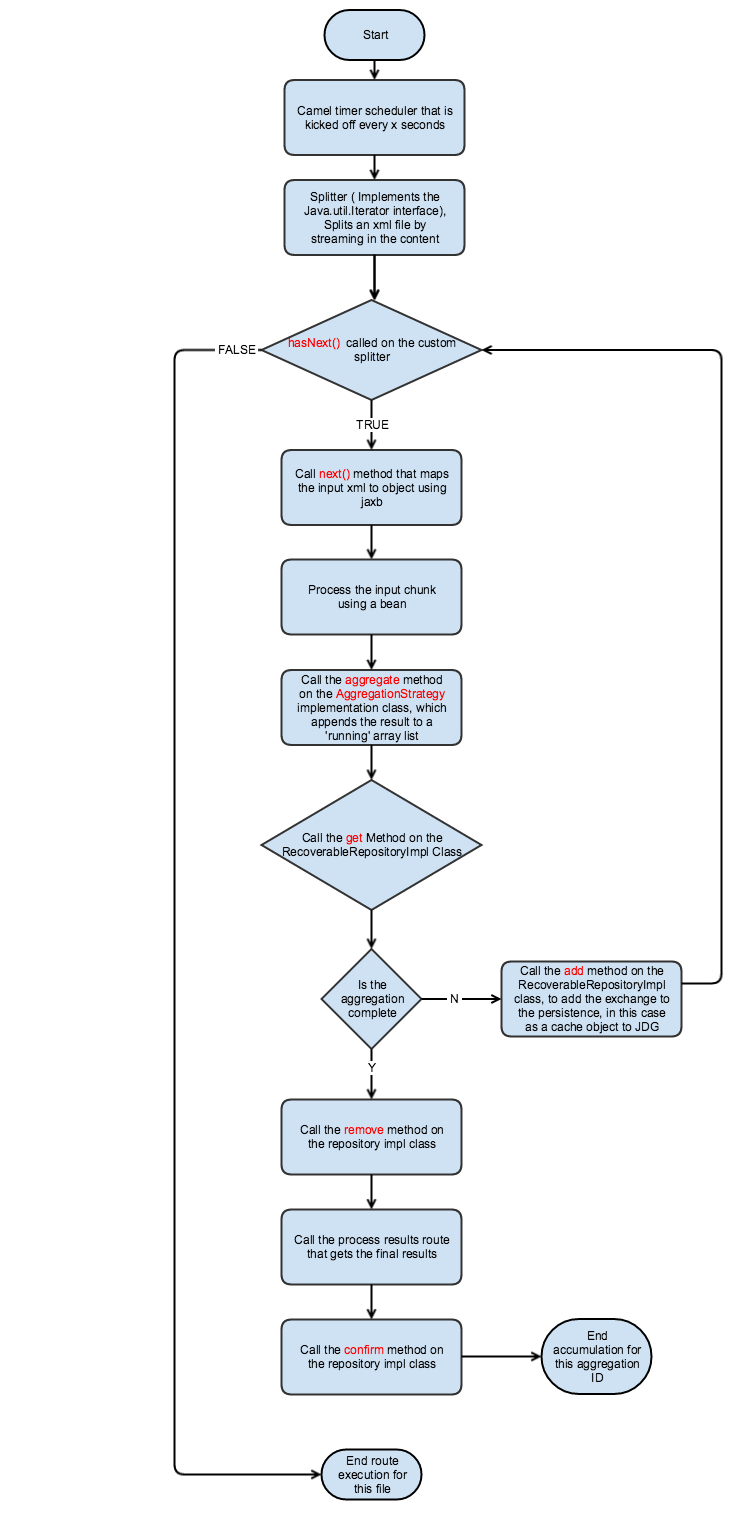 Start
Camel timer scheduler that is
kicked off every x seconds
Splitter ( Implements the
Java.util.Iterator interface),
Splits an xml file by
streaming in the content
hasNext() called on the custom
splitter
FALSE
TRUE
Call next() method that maps
the input xml to object using
jaxb
Process the input chunk
using a bean
Call the aggregate method
on the AggregationStrategy
implementation class, which
appends the result to a
'running' array list
Call the get Method on the
RecoverableRepositoryImpl Class
Is the
aggregation
complete
N
Call the add method on the
RecoverableRepositoryImpl
class, to add the exchange to
the persistence, in this case
as a cache object to JDG
Y
Call the remove method on
the repository impl class
Call the process results route
that gets the final results
Call the confirm method on
the repository impl class
End
accumulation for
this aggregation
ID
End route
execution for
this file